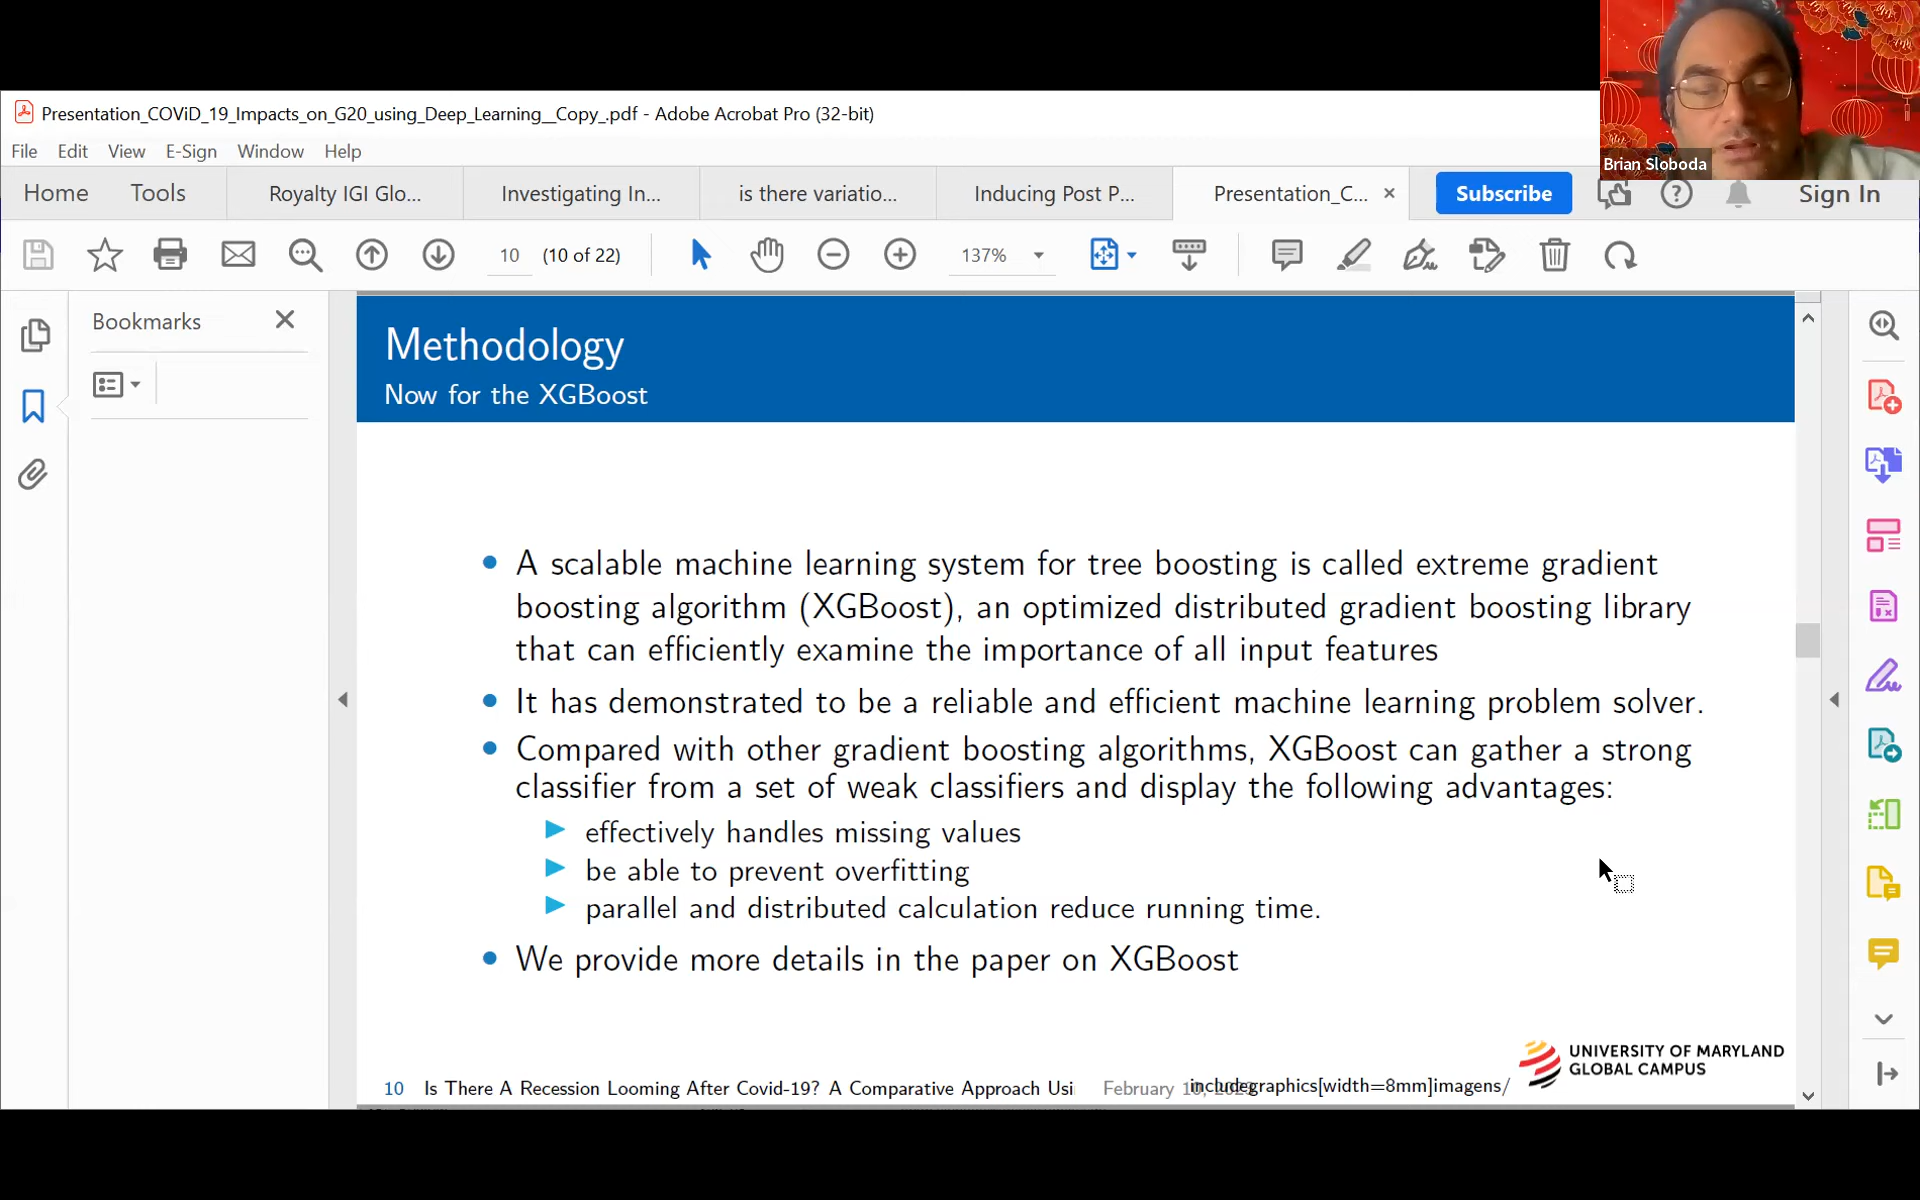 Presentation_COViD_19_Impacts_on_G20_using_Deep_Learning__Copy_.pdf - Adobe Acrobat Pro (32-bit)
Brian Sloboda
File Edit View E-Sign Window Help
Home Tools Royalty IGI Glo... Investigating In... is there variatio... Inducing Post P... Presentation_C... Subscribe Sign In
10 (10 of 22) 137%
Bookmarks
Methodology
Now for the XGBoost
A scalable machine learning system for tree boosting is called extreme gradient
boosting algorithm (XGBoost), an optimized distributed gradient boosting library
that can efficiently examine the importance of all input features
It has demonstrated to be a reliable and efficient machine learning problem solver.
Compared with other gradient boosting algorithms, XGBoost can gather a strong
classifier from a set of weak classifiers and display the following advantages:
effectively handles missing values
be able to prevent overfitting
parallel and distributed calculation reduce running time.
We provide more details in the paper on XGBoost
UNIVERSITY OF MARYLAND
GLOBAL CAMPUS
10 Is There A Recession Looming After Covid-19? A Comparative Approach Usi February includegraphics[width=8mm]imagens/